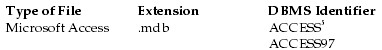 Type of File Extension DBMS Identifier
Microsoft Access .mdb ACCESS³
ACCESS97